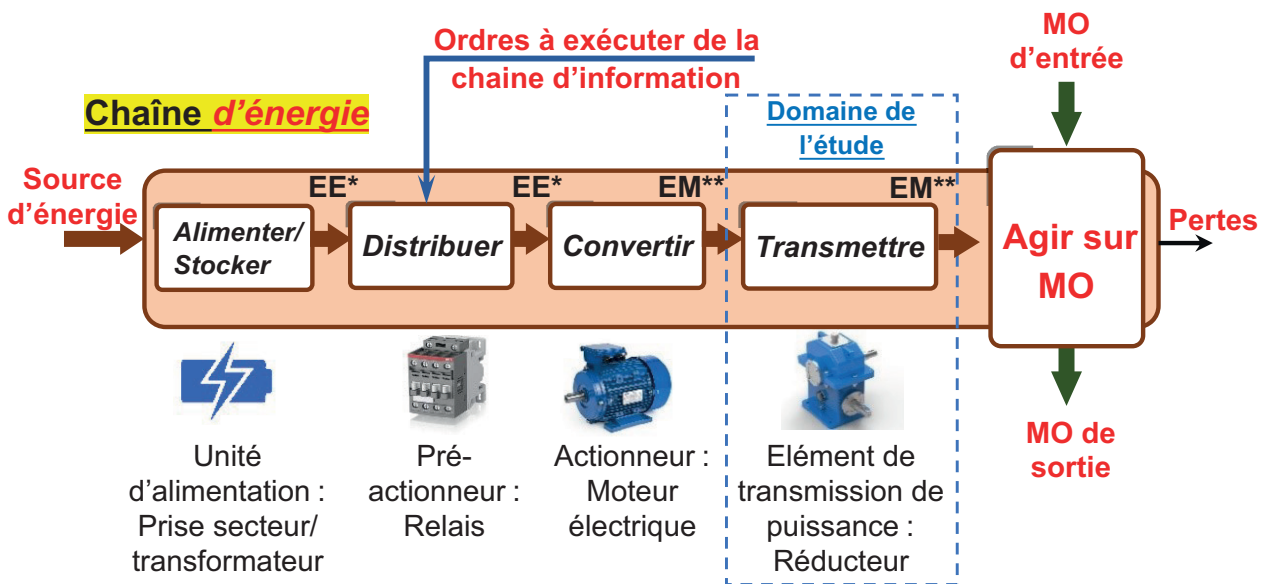 Ordres à exécuter de la
chaine d'information
MO
d'entrée
Chaîne d'énergie
Domaine de
l'étude
Source
d'énergie
EE*
EE*
EM**
EM**
Alimenter/
Stocker
Distribuer
Convertir
Transmettre
Agir sur
MO
Pertes
MO de
sortie
Unité
d'alimentation :
Prise secteur/
transformateur
Pré-
actionneur :
Relais
Actionneur :
Moteur
électrique
Elément de
transmission de
puissance :
Réducteur